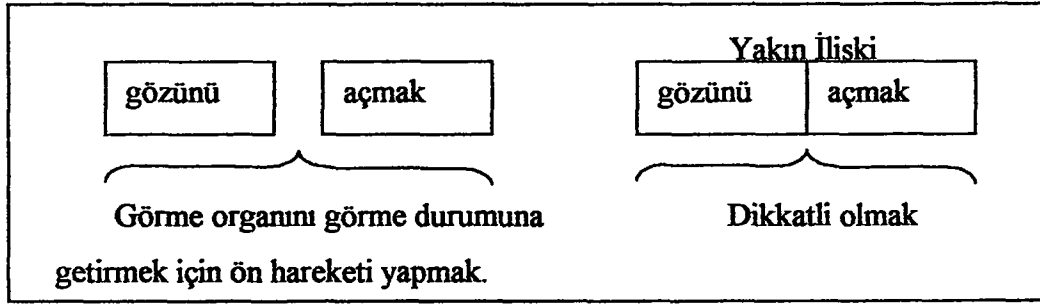 Yakın İlişki
gözünü açmak gözünü açmak
Görme organını görme durumuna Dikkatli olmak
getirmek için ön hareketi yapmak.